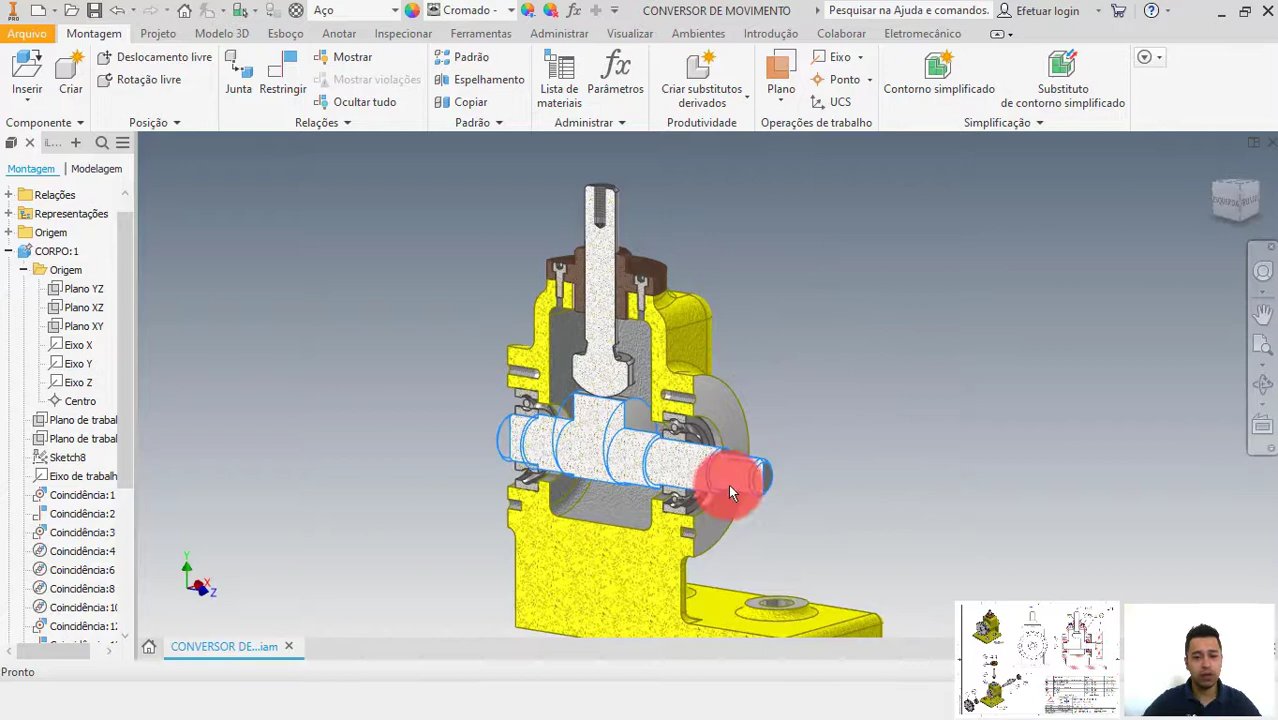 PRO
Aço
Cromado
CONVERSOR DE MOVIMENTO
Pesquisar na Ajuda e comandos.
Efetuar login
Arquivo
Montagem
Projeto
Modelo 3D
Esboço
Anotar
Inspecionar
Ferramentas
Administrar
Visualizar
Ambientes
Introdução
Colaborar
Eletromecânico
Inserir
Criar
Deslocamento livre
Rotação livre
Junta
Restringir
Mostrar
Mostrar violações
Ocultar tudo
Padrão
Espelhamento
Copiar
Lista de
materiais
Parâmetros
Criar substitutos
derivados
Plano
Eixo
Ponto
UCS
Contorno simplificado
Substituto
de contorno simplificado
Componente
Posição
Relações
Padrão
Administrar
Produtividade
Operações de trabalho
Simplificação
iL...
Montagem
Modelagem
Relações
Representações
Origem
CORPO:1
Origem
Plano YZ
Plano XZ
Plano XY
Eixo X
Eixo Y
Eixo Z
Centro
Plano de trabal
Plano de trabal
Sketch8
Eixo de trabalh
Coincidência:1
Coincidência:2
Coincidência:3
Coincidência:4
Coincidência:6
Coincidência:8
Coincidência:10
Coincidência:12
ESQUERDA
Y
X
Z
CONVERSOR DE...iam
Pronto